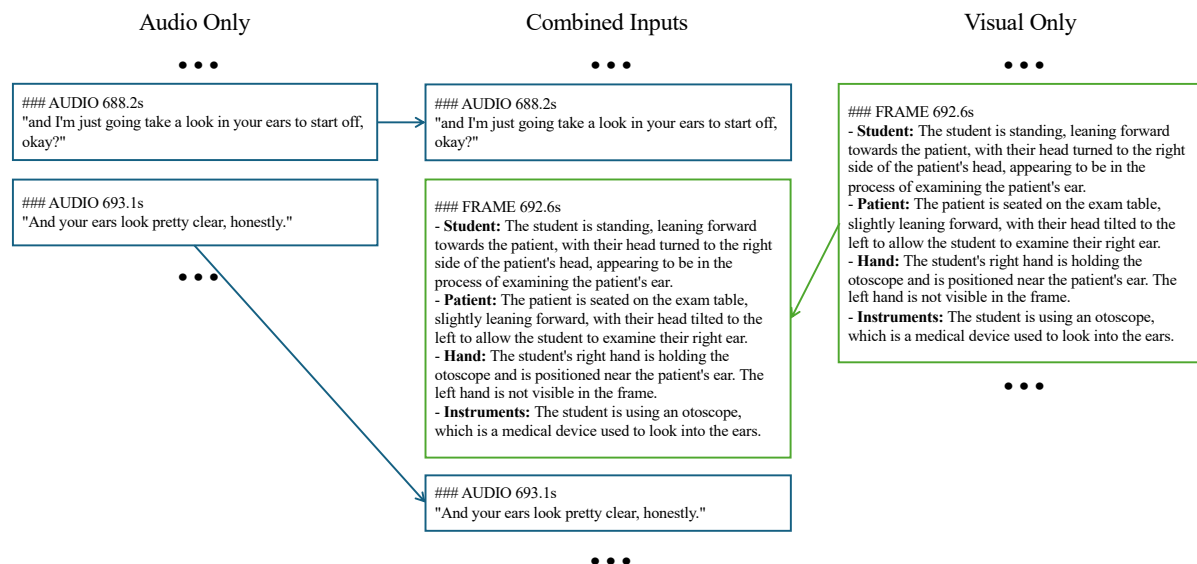 Audio Only
•••
### AUDIO 688.2s
"and I'm just going take a look in your ears to start off,
okay?"
### AUDIO 693.1s
"And your ears look pretty clear, honestly."
•••
Combined Inputs
•••
### AUDIO 688.2s
"and I'm just going take a look in your ears to start off,
okay?"
### FRAME 692.6s
- Student: The student is standing, leaning forward
towards the patient, with their head turned to the right
side of the patient's head, appearing to be in the
process of examining the patient's ear.
- Patient: The patient is seated on the exam table,
slightly leaning forward, with their head tilted to the
left to allow the student to examine their right ear.
- Hand: The student's right hand is holding the
otoscope and is positioned near the patient's ear. The
left hand is not visible in the frame.
- Instruments: The student is using an otoscope,
which is a medical device used to look into the ears.
### AUDIO 693.1s
"And your ears look pretty clear, honestly."
•••
Visual Only
•••
### FRAME 692.6s
- Student: The student is standing, leaning forward
towards the patient, with their head turned to the right
side of the patient's head, appearing to be in the
process of examining the patient's ear.
- Patient: The patient is seated on the exam table,
slightly leaning forward, with their head tilted to the
left to allow the student to examine their right ear.
- Hand: The student's right hand is holding the
otoscope and is positioned near the patient's ear. The
left hand is not visible in the frame.
- Instruments: The student is using an otoscope,
which is a medical device used to look into the ears.
•••